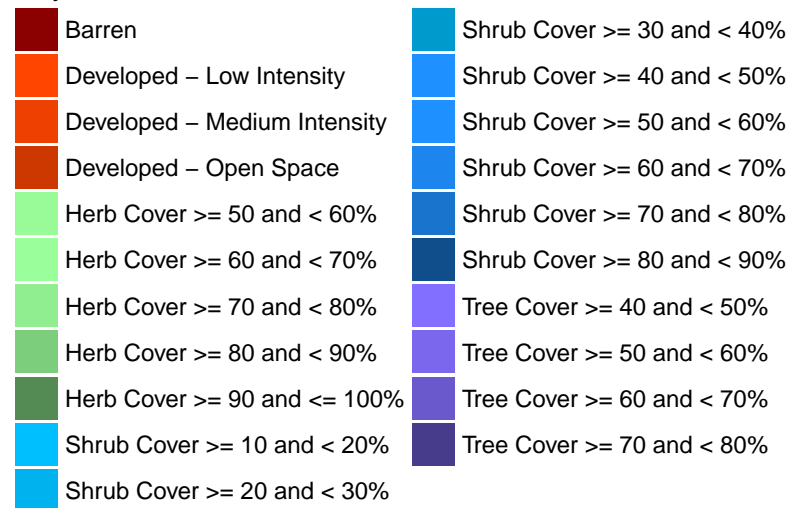 Barren
Developed – Low Intensity
Developed – Medium Intensity
Developed – Open Space
Herb Cover >= 50 and < 60%
Herb Cover >= 60 and < 70%
Herb Cover >= 70 and < 80%
Herb Cover >= 80 and < 90%
Herb Cover >= 90 and <= 100%
Shrub Cover >= 10 and < 20%
Shrub Cover >= 20 and < 30%
Shrub Cover >= 30 and < 40%
Shrub Cover >= 40 and < 50%
Shrub Cover >= 50 and < 60%
Shrub Cover >= 60 and < 70%
Shrub Cover >= 70 and < 80%
Shrub Cover >= 80 and < 90%
Tree Cover >= 40 and < 50%
Tree Cover >= 50 and < 60%
Tree Cover >= 60 and < 70%
Tree Cover >= 70 and < 80%